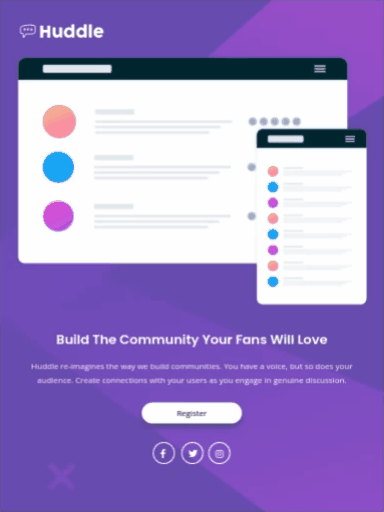 Huddle
Build The Community Your Fans Will Love
Huddle re-imagines the way we build communities. You have a voice, but so does your
audience. Create connections with your users as you engage in genuine discussion.
Register